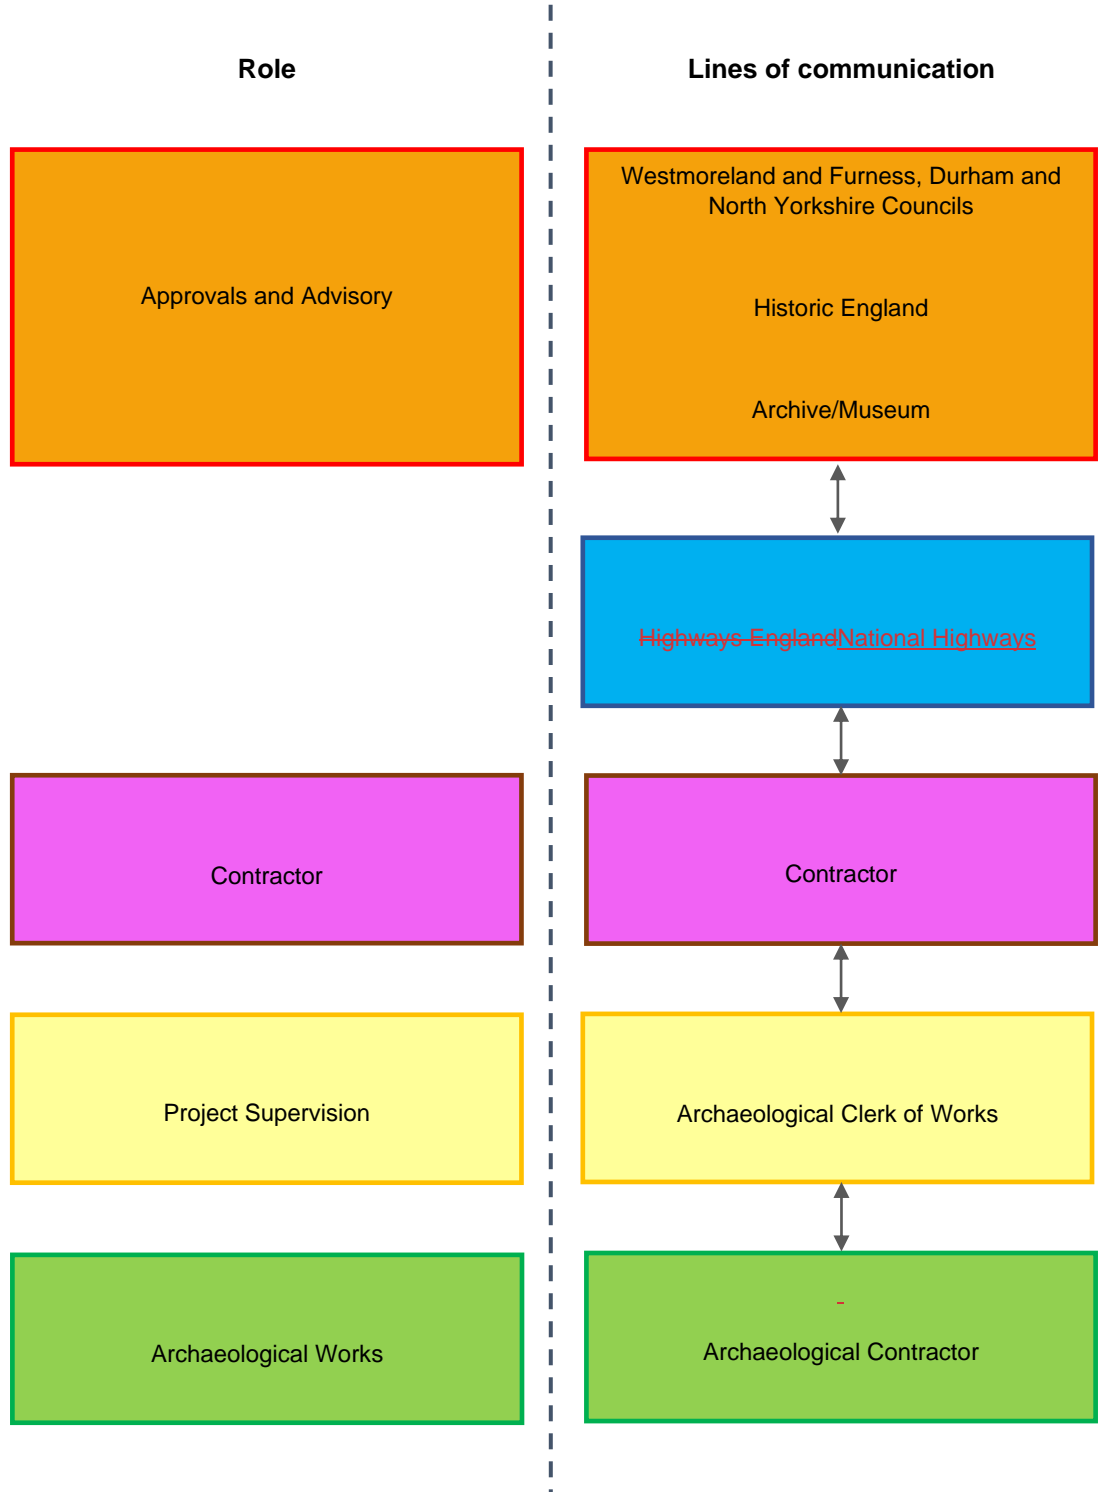 Role
Lines of communication
Approvals and Advisory
Westmoreland and Furness, Durham and
North Yorkshire Councils
Historic England
Archive/Museum
Highways EnglandNational Highways
Contractor
Contractor
Project Supervision
Archaeological Clerk of Works
Archaeological Works
Archaeological Contractor